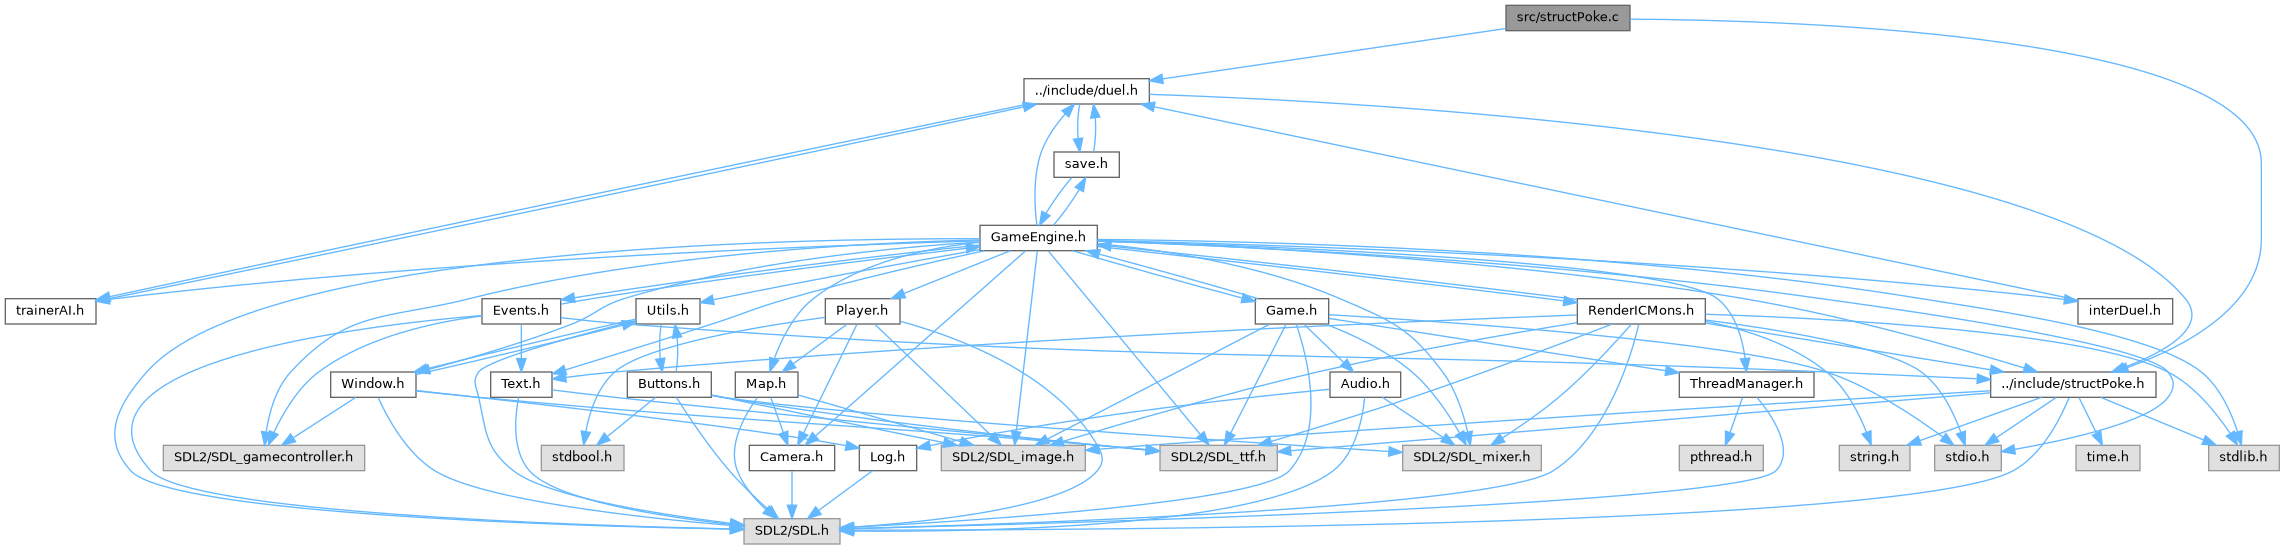 src/structPoke.c
../include/duel.h
save.h
GameEngine.h
trainerAI.h
Events.h
Utils.h
Player.h
Game.h
RenderICMons.h
interDuel.h
Window.h
Text.h
Buttons.h
Map.h
Audio.h
ThreadManager.h
../include/structPoke.h
SDL2/SDL_gamecontroller.h
stdbool.h
Camera.h
Log.h
SDL2/SDL_image.h
SDL2/SDL_ttf.h
SDL2/SDL_mixer.h
pthread.h
string.h
stdio.h
time.h
stdlib.h
SDL2/SDL.h